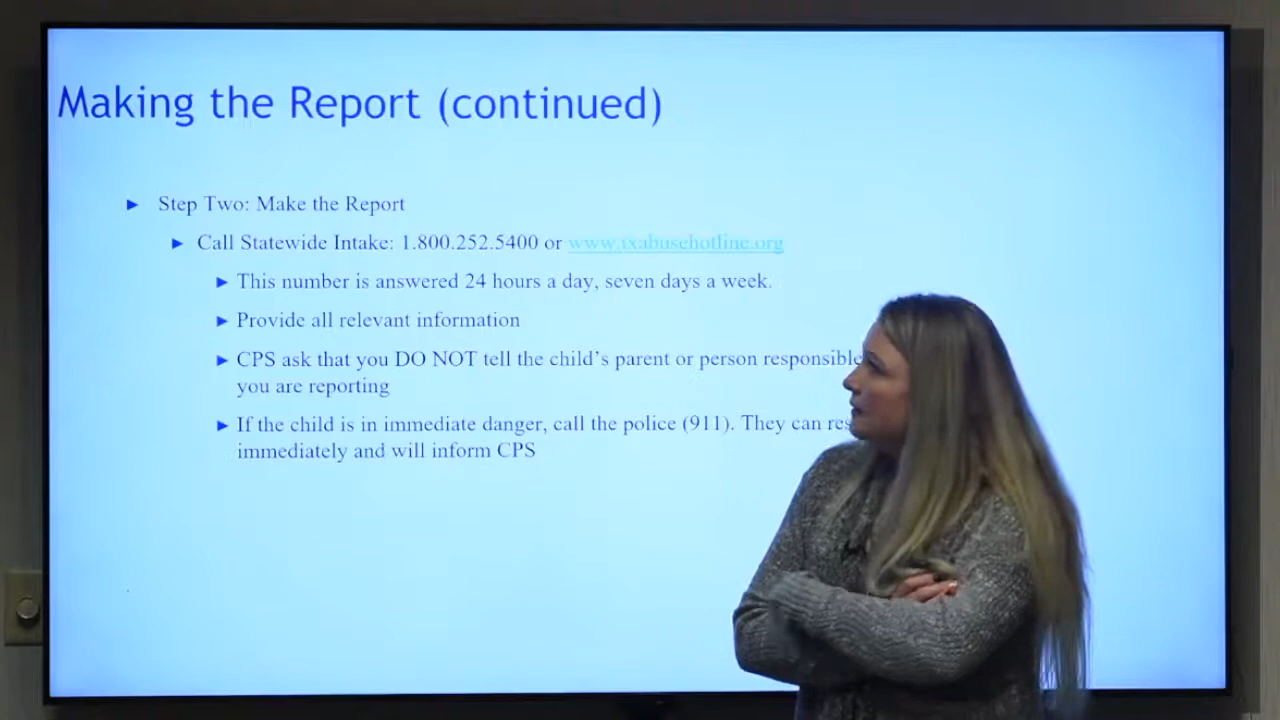 Making the Report (continued)
► Step Two: Make the Report
► Call Statewide Intake: 1.800.252.5400 or www.txabusehotline.org
► This number is answered 24 hours a day, seven days a week.
► Provide all relevant information
► CPS ask that you DO NOT tell the child's parent or person responsible
you are reporting
► If the child is in immediate danger, call the police (911). They can
immediately and will inform CPS